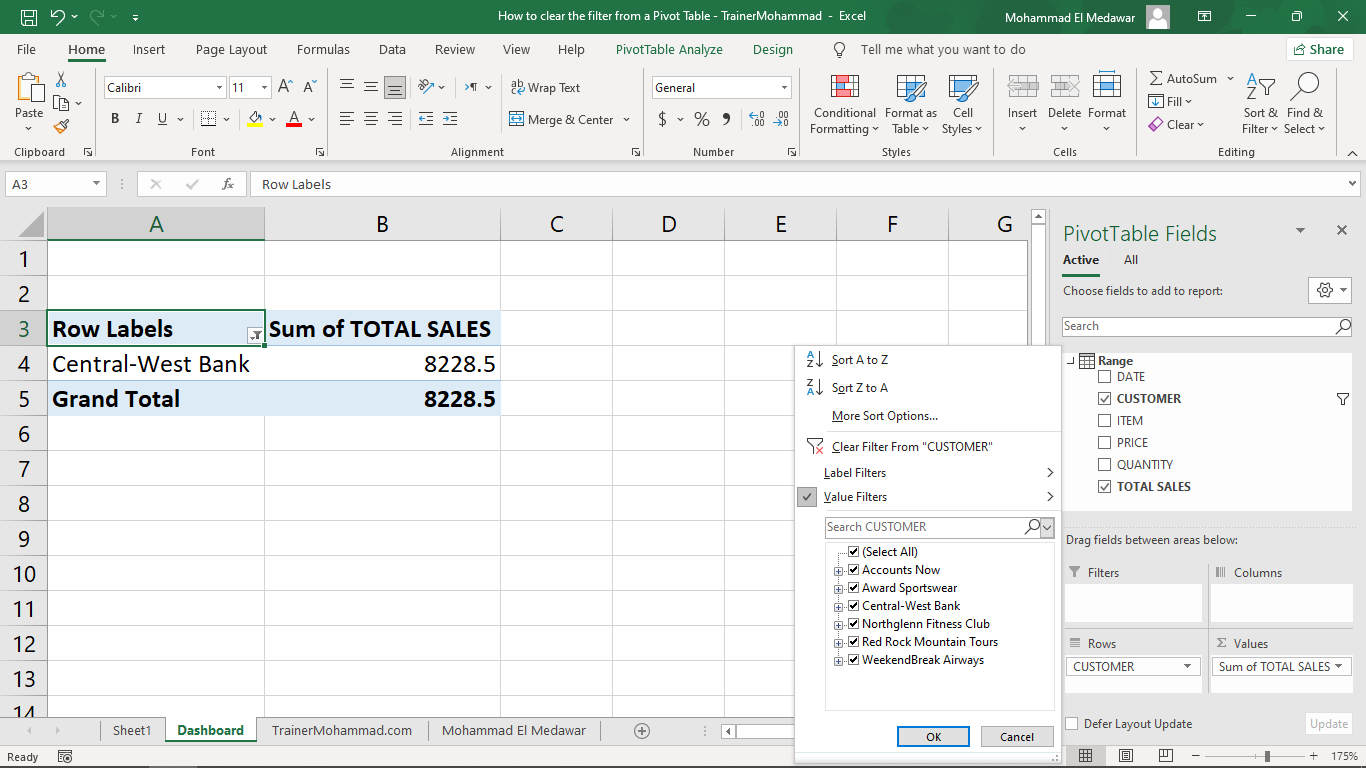 How to clear the filter from a Pivot Table - TrainerMohammad - Excel
Mohammad El Medawar
File Home Insert Page Layout Formulas Data Review View Help PivotTable Analyze Design Tell me what you want to do Share
Paste
Clipboard
Calibri 11
B I U A
Font
ab Wrap Text
Merge & Center
Alignment
General
$ % 9
Number
Conditional Formatting
Format as Table
Cell Styles
Styles
Insert Delete Format
Cells
AutoSum
Fill
Clear
Sort & Filter
Find & Select
Editing
A3 fx Row Labels
A B C D E F G
1
2
3 Row Labels Sum of TOTAL SALES
4 Central-West Bank 8228.5
5 Grand Total 8228.5
6
7
8
9
10
11
12
13
14
Sort A to Z
Sort Z to A
More Sort Options...
Clear Filter From "CUSTOMER"
Label Filters
Value Filters
Search CUSTOMER
(Select All)
Accounts Now
Award Sportswear
Central-West Bank
Northglenn Fitness Club
Red Rock Mountain Tours
WeekendBreak Airways
OK Cancel
PivotTable Fields
Active All
Choose fields to add to report:
Search
Range
DATE
CUSTOMER
ITEM
PRICE
QUANTITY
TOTAL SALES
Drag fields between areas below:
Filters Columns
Rows Σ Values
CUSTOMER Sum of TOTAL SALES
Defer Layout Update Update
Sheet1 Dashboard TrainerMohammad.com Mohammad El Medawar
Ready 175%